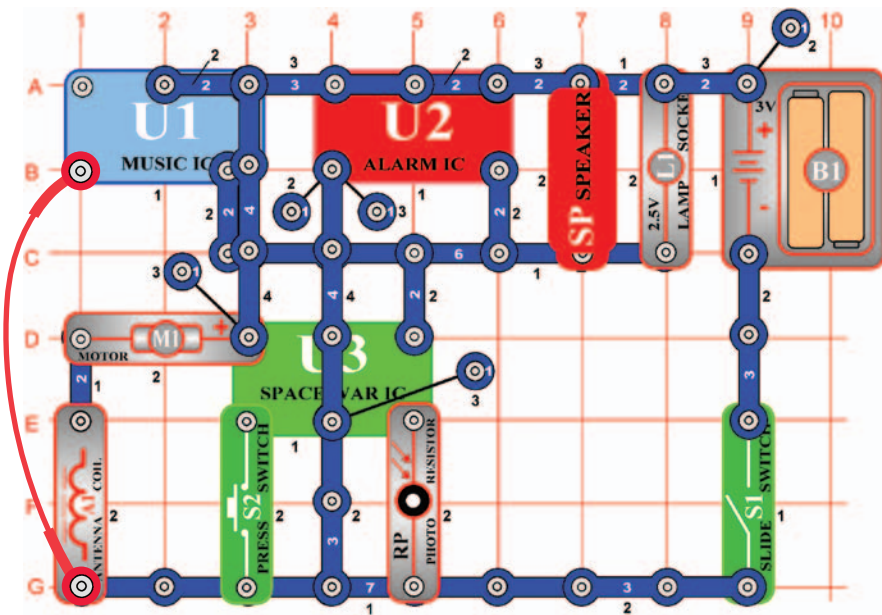 1 2 3 4 5 6 7 8 9 10
1 2
2 3 2 3 1 3
A 2 3 2 2 2 2
3V
U1 U2
MUSIC IC ALARM IC
SP SPEAKER
L1
2.5V LAMP SOCKET
+
-
B1
B
1 2 1 3 1 2 2 1
2 2 4 2
C 6 1
3 1 4 4 4 2 2
D
M1 +
MOTOR
U3
SPACE WAR IC
2 1 2 1 3 3
E 1
A1
ANTENNA COIL
S2
PRESS SWITCH
RP
PHOTO RESISTOR
S1
SLIDE SWITCH
F 2 2 2 2 1
3
G 7 3
1 2